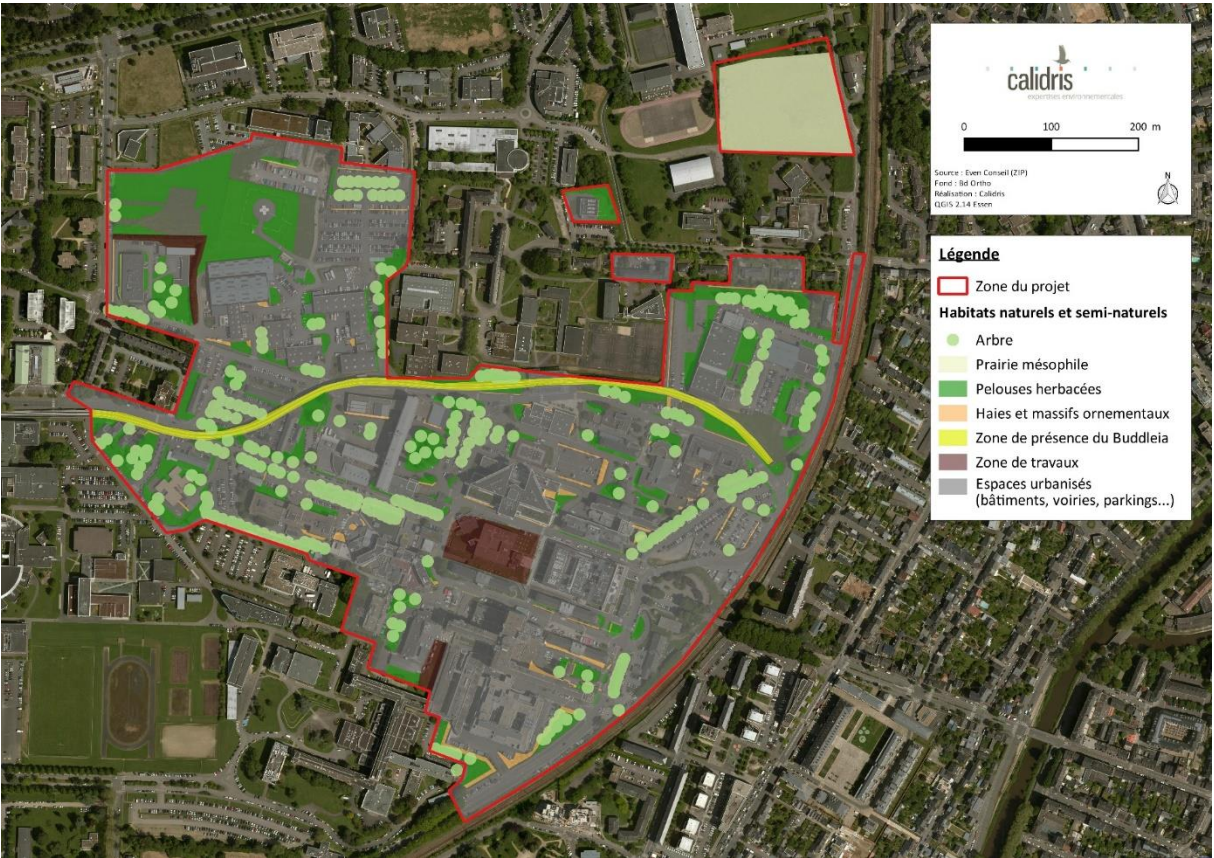 calidris
expertises environnementales
0 100 200 m
Source : Even Conseil (ZIP)
Fond : Bd Ortho
Réalisation : Calidris
QGIS 2.14 Essen
N
Légende
Zone du projet
Habitats naturels et semi-naturels
Arbre
Prairie mésophile
Pelouses herbacées
Haies et massifs ornementaux
Zone de présence du Buddleia
Zone de travaux
Espaces urbanisés
(bâtiments, voiries, parkings...)